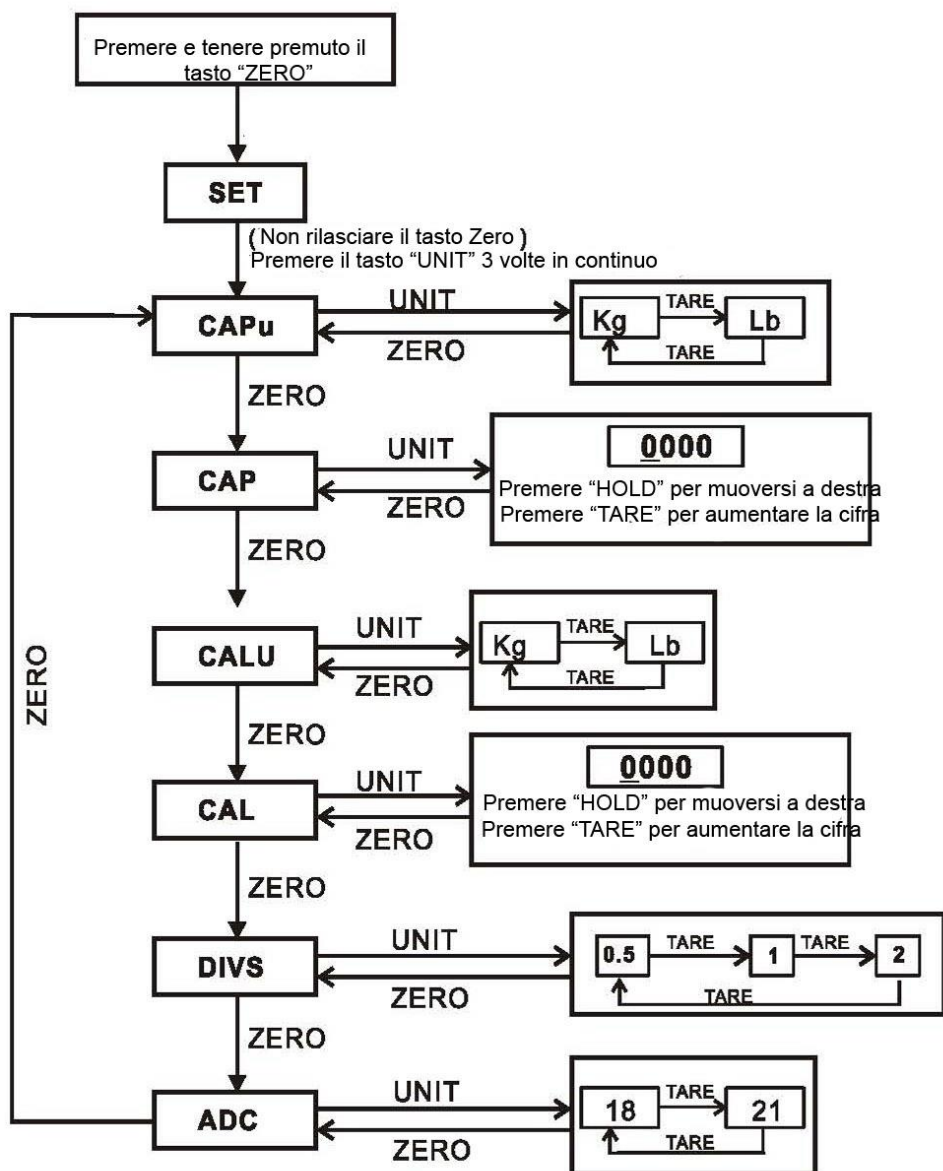 Premere e tenere premuto il
tasto “ZERO”
SET
(Non rilasciare il tasto Zero)
Premere il tasto “UNIT” 3 volte in continuo
CAPu
UNIT
ZERO
Kg
TARE
Lb
TARE
ZERO
CAP
UNIT
ZERO
0000
Premere “HOLD” per muoversi a destra
Premere “TARE” per aumentare la cifra
ZERO
CALU
UNIT
ZERO
Kg
TARE
Lb
TARE
ZERO
ZERO
CAL
UNIT
ZERO
0000
Premere “HOLD” per muoversi a destra
Premere “TARE” per aumentare la cifra
ZERO
DIVS
UNIT
ZERO
0.5
TARE
1
TARE
2
TARE
ZERO
ADC
UNIT
ZERO
18
TARE
21
TARE